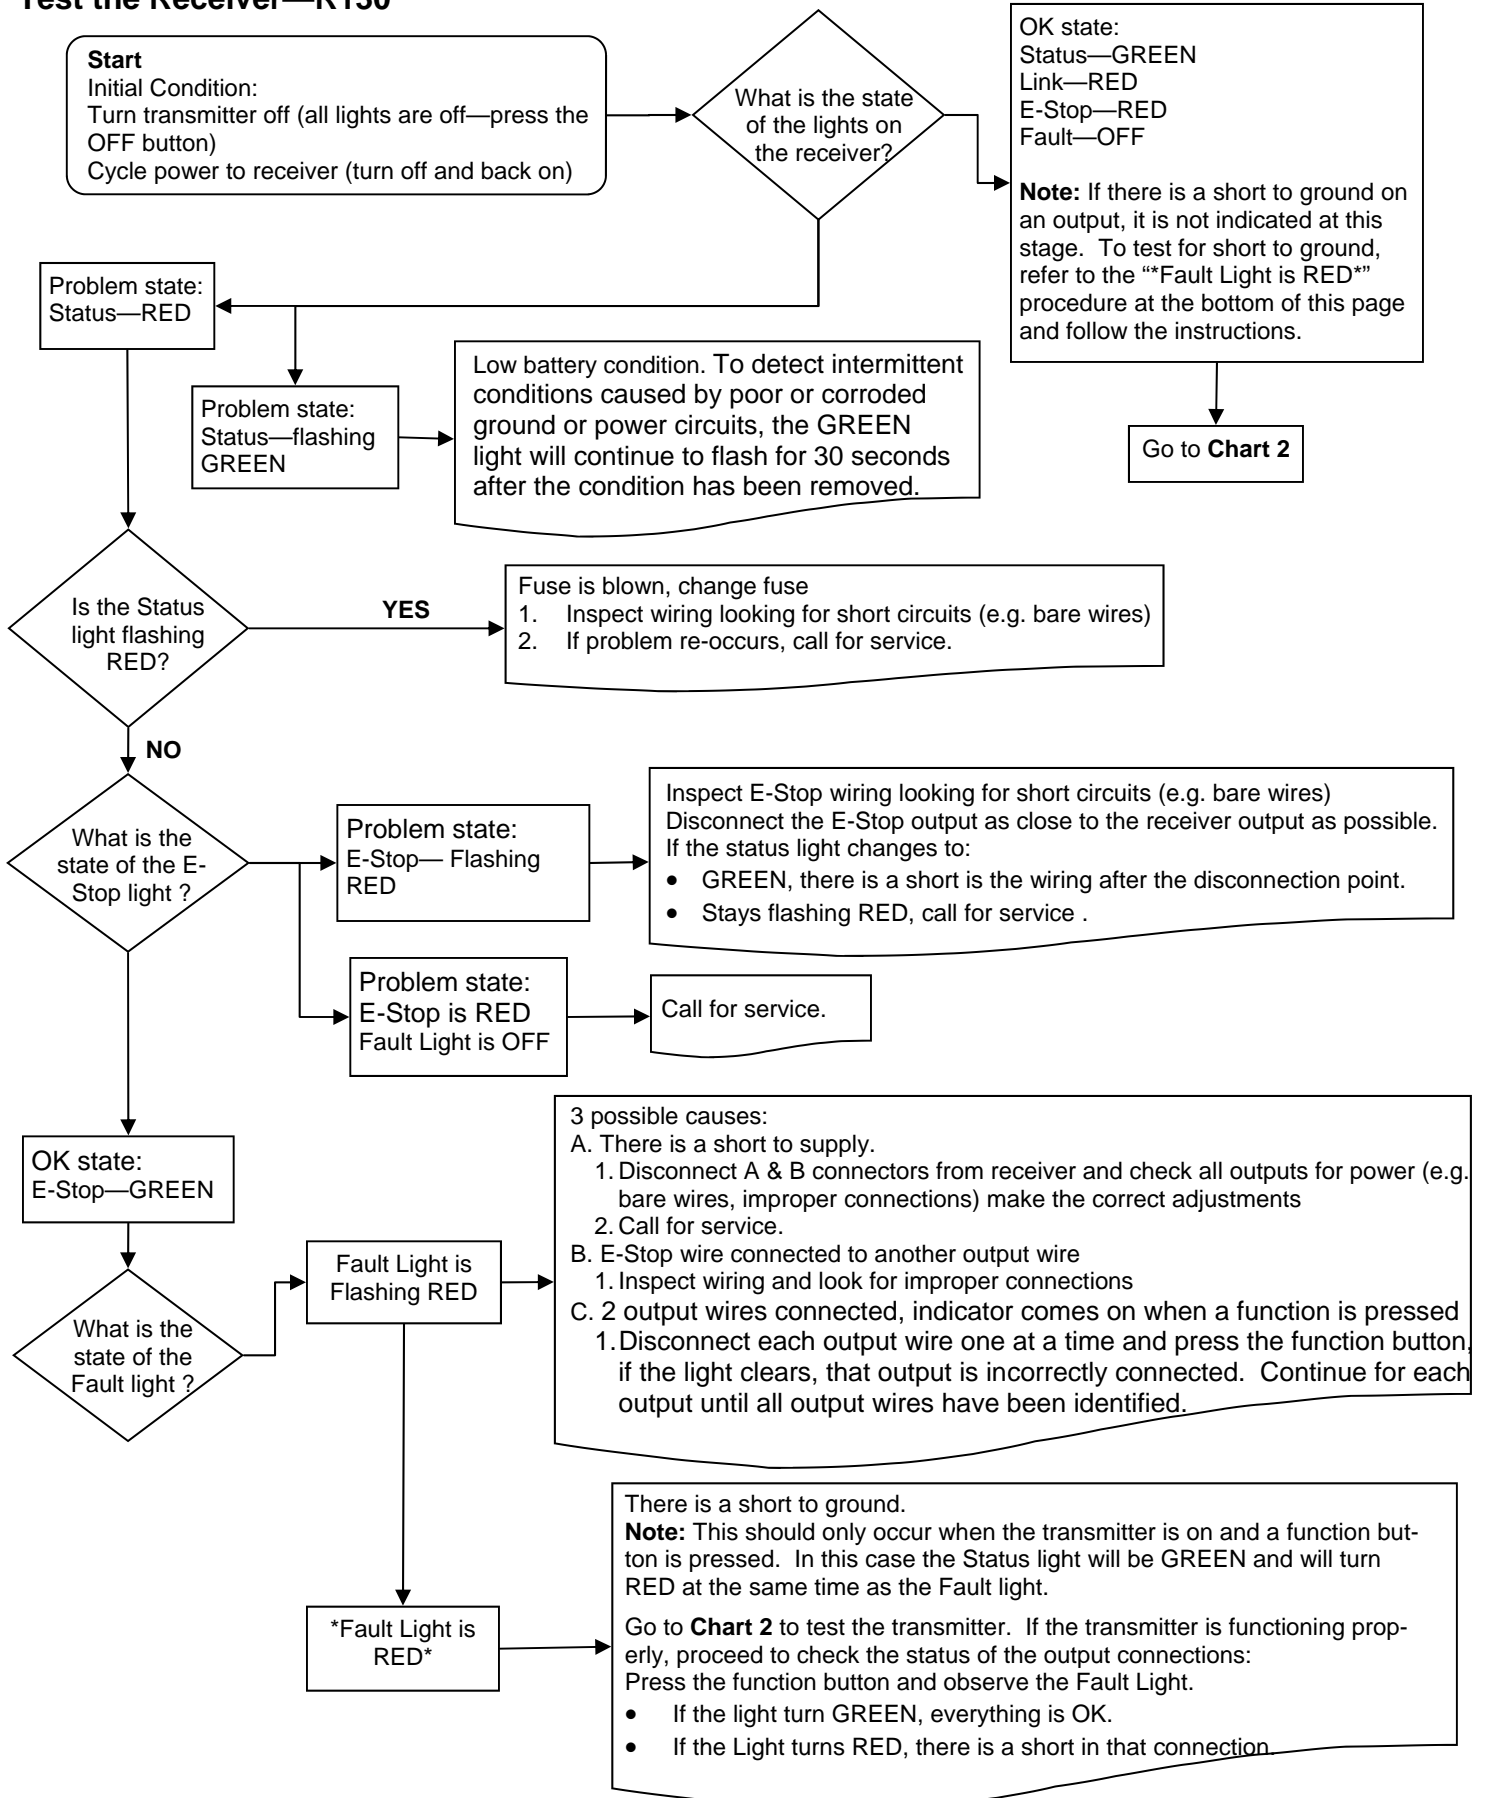 Test the Receiver—R130
Start
Initial Condition:
Turn transmitter off (all lights are off—press the
OFF button)
Cycle power to receiver (turn off and back on)
What is the state
of the lights on
the receiver?
OK state:
Status—GREEN
Link—RED
E-Stop—RED
Fault—OFF
Note: If there is a short to ground on
an output, it is not indicated at this
stage. To test for short to ground,
refer to the “*Fault Light is RED*”
procedure at the bottom of this page
and follow the instructions.
Go to Chart 2
Problem state:
Status—RED
Problem state:
Status—flashing
GREEN
Low battery condition. To detect intermittent
conditions caused by poor or corroded
ground or power circuits, the GREEN
light will continue to flash for 30 seconds
after the condition has been removed.
Is the Status
light flashing
RED?
YES
Fuse is blown, change fuse
1. Inspect wiring looking for short circuits (e.g. bare wires)
2. If problem re-occurs, call for service.
NO
What is the
state of the E-
Stop light ?
Problem state:
E-Stop— Flashing
RED
Inspect E-Stop wiring looking for short circuits (e.g. bare wires)
Disconnect the E-Stop output as close to the receiver output as possible.
If the status light changes to:
• GREEN, there is a short is the wiring after the disconnection point.
• Stays flashing RED, call for service .
Problem state:
E-Stop is RED
Fault Light is OFF
Call for service.
OK state:
E-Stop—GREEN
What is the
state of the
Fault light ?
Fault Light is
Flashing RED
3 possible causes:
A. There is a short to supply.
1. Disconnect A & B connectors from receiver and check all outputs for power (e.g.
bare wires, improper connections) make the correct adjustments
2. Call for service.
B. E-Stop wire connected to another output wire
1. Inspect wiring and look for improper connections
C. 2 output wires connected, indicator comes on when a function is pressed
1. Disconnect each output wire one at a time and press the function button,
if the light clears, that output is incorrectly connected. Continue for each
output until all output wires have been identified.
*Fault Light is
RED*
There is a short to ground.
Note: This should only occur when the transmitter is on and a function but-
ton is pressed. In this case the Status light will be GREEN and will turn
RED at the same time as the Fault light.
Go to Chart 2 to test the transmitter. If the transmitter is functioning prop-
erly, proceed to check the status of the output connections:
Press the function button and observe the Fault Light.
• If the light turn GREEN, everything is OK.
• If the Light turns RED, there is a short in that connection.